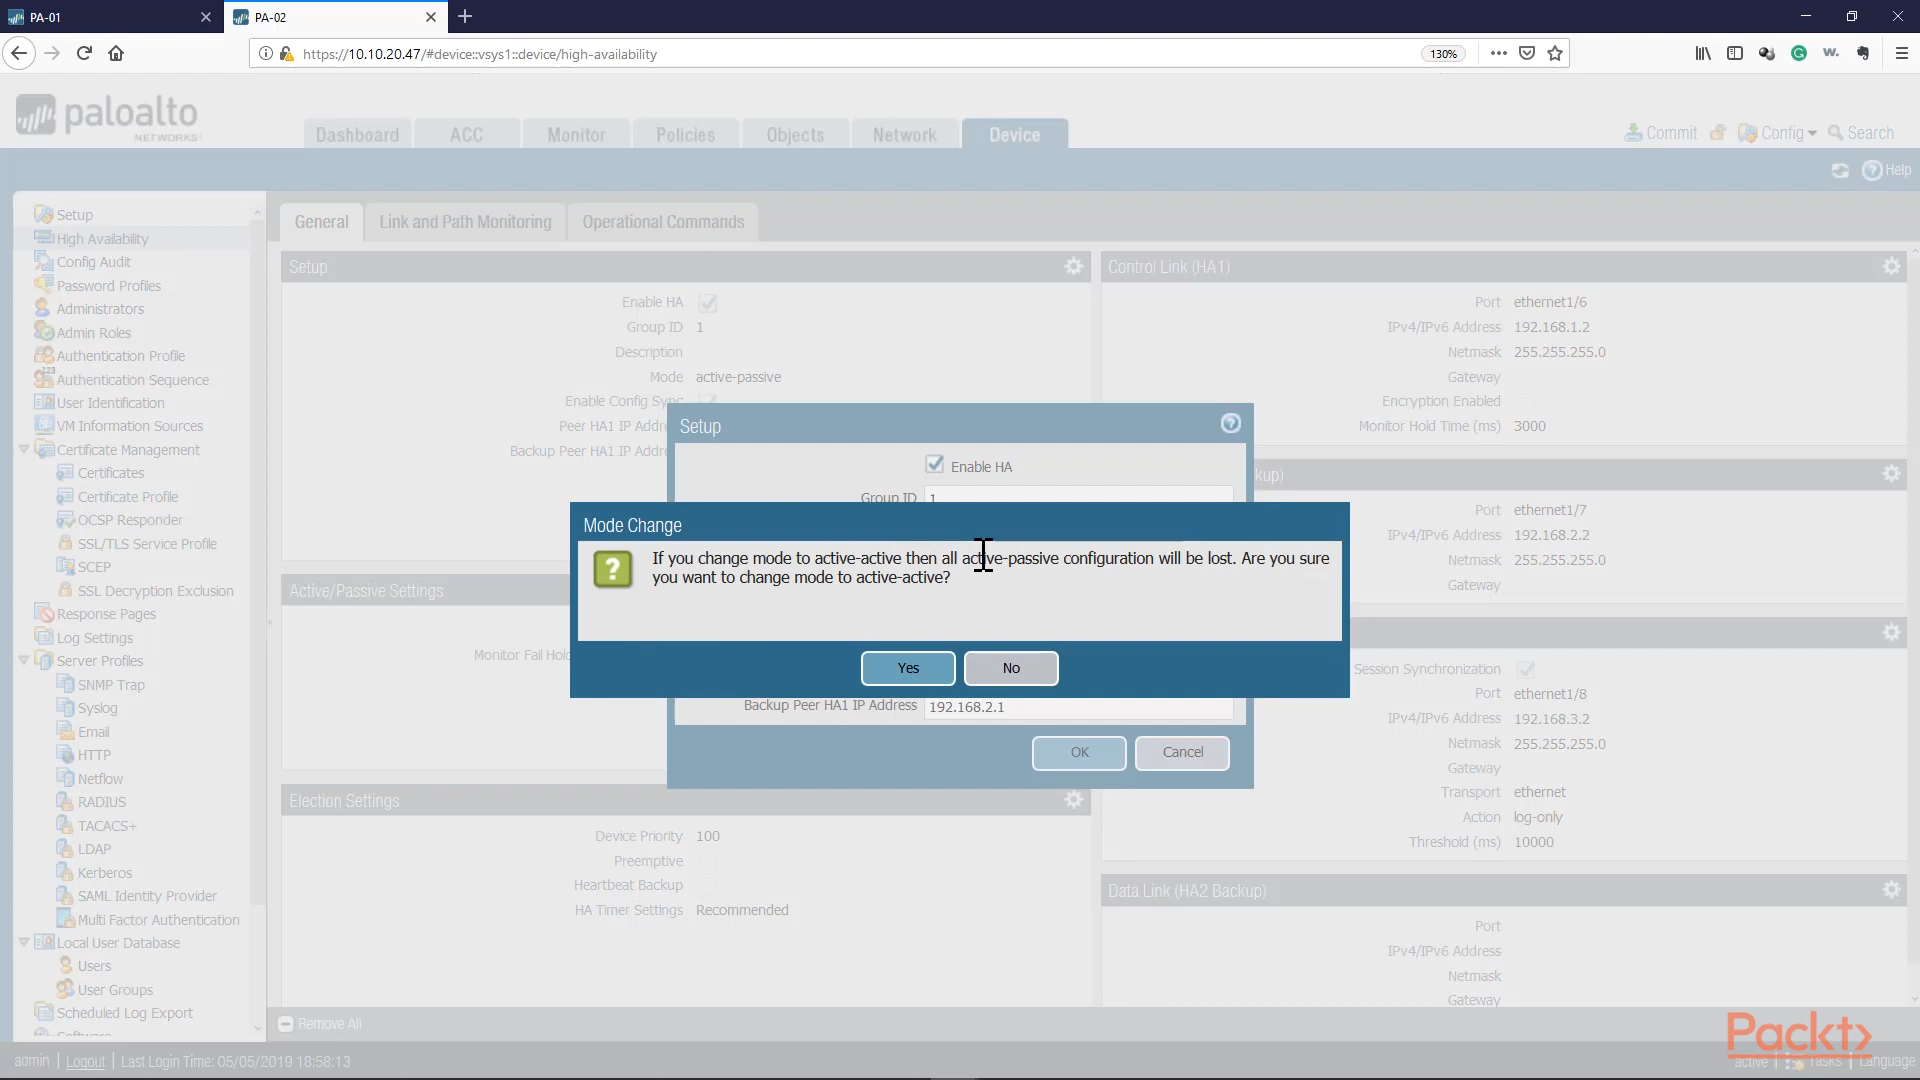 PA-01
PA-02
https://10.10.20.47/#device::vsys1::device/high-availability
130%
paloalto
NETWORKS
Dashboard
ACC
Monitor
Policies
Objects
Network
Device
Commit
Config
Search
Help
Setup
High Availability
Config Audit
Password Profiles
Administrators
Admin Roles
Authentication Profile
Authentication Sequence
User Identification
VM Information Sources
Certificate Management
Certificates
Certificate Profile
OCSP Responder
SSL/TLS Service Profile
SCEP
SSL Decryption Exclusion
Response Pages
Log Settings
Server Profiles
SNMP Trap
Syslog
Email
HTTP
Netflow
RADIUS
TACACS+
LDAP
Kerberos
SAML Identity Provider
Multi Factor Authentication
Local User Database
Users
User Groups
Scheduled Log Export
General
Link and Path Monitoring
Operational Commands
Setup
Enable HA
Group ID 1
Description
Mode active-passive
Enable Config Sync
Peer HA1 IP
Backup Peer HA1 IP
Active/Passive Settings
Monitor Fail
Election Settings
Device Priority 100
Preemptive
Heartbeat Backup
HA Timer Settings Recommended
Control Link (HA1)
Port ethernet1/6
IPv4/IPv6 Address 192.168.1.2
Netmask 255.255.255.0
Gateway
Encryption Enabled
Monitor Hold Time (ms) 3000
Port ethernet1/7
IPv4/IPv6 Address 192.168.2.2
Netmask 255.255.255.0
Gateway
Session Synchronization
Port ethernet1/8
IPv4/IPv6 Address 192.168.3.2
Netmask 255.255.255.0
Gateway
Transport ethernet
Action log-only
Threshold (ms) 10000
Data Link (HA2 Backup)
Port
IPv4/IPv6 Address
Netmask
Gateway
Setup
Enable HA
Group ID 1
Mode Change
If you change mode to active-active then all active-passive configuration will be lost. Are you sure
you want to change mode to active-active?
Yes
No
Backup Peer HA1 IP Address 192.168.2.1
OK
Cancel
Remove All
admin | Logout | Last Login Time: 05/05/2019 18:58:13
Packt>
active | Tasks | Language